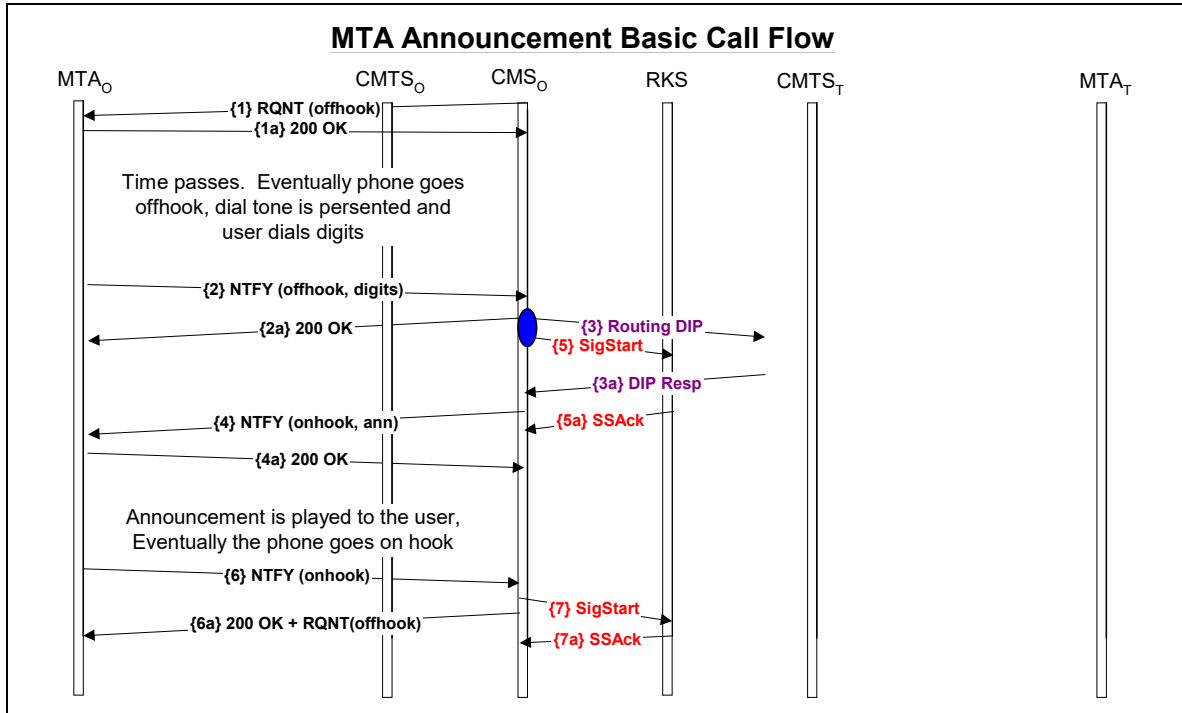 MTA Announcement Basic Call Flow
MTAO
CMTSO
CMSO
RKS
CMTST
MTAT
{1} RQNT (offhook)
{1a} 200 OK
Time passes. Eventually phone goes
offhook, dial tone is persented and
user dials digits
{2} NTFY (offhook, digits)
{2a} 200 OK
{3} Routing DIP
{5} SigStart
{3a} DIP Resp
{4} NTFY (onhook, ann)
{5a} SSAck
{4a} 200 OK
Announcement is played to the user,
Eventually the phone goes on hook
{6} NTFY (onhook)
{7} SigStart
{6a} 200 OK + RQNT(offhook)
{7a} SSAck